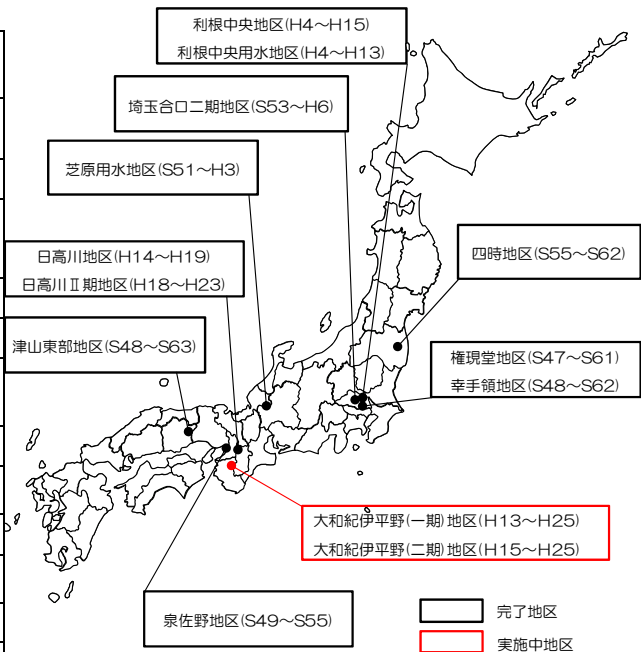 利根中央地区(H4～H15)
利根中央用水地区(H4～H13)
埼玉合口二期地区(S53～H6)
芝原用水地区(S51～H3)
日高川地区(H14～H19)
日高川Ⅱ期地区(H18～H23)
四時地区(S55～S62)
津山東部地区(S48～S63)
権現堂地区(S47～S61)
幸手領地区(S48～S62)
大和紀伊平野(一期)地区(H13～H25)
大和紀伊平野(二期)地区(H15～H25)
泉佐野地区(S49～S55)
完了地区
実施中地区